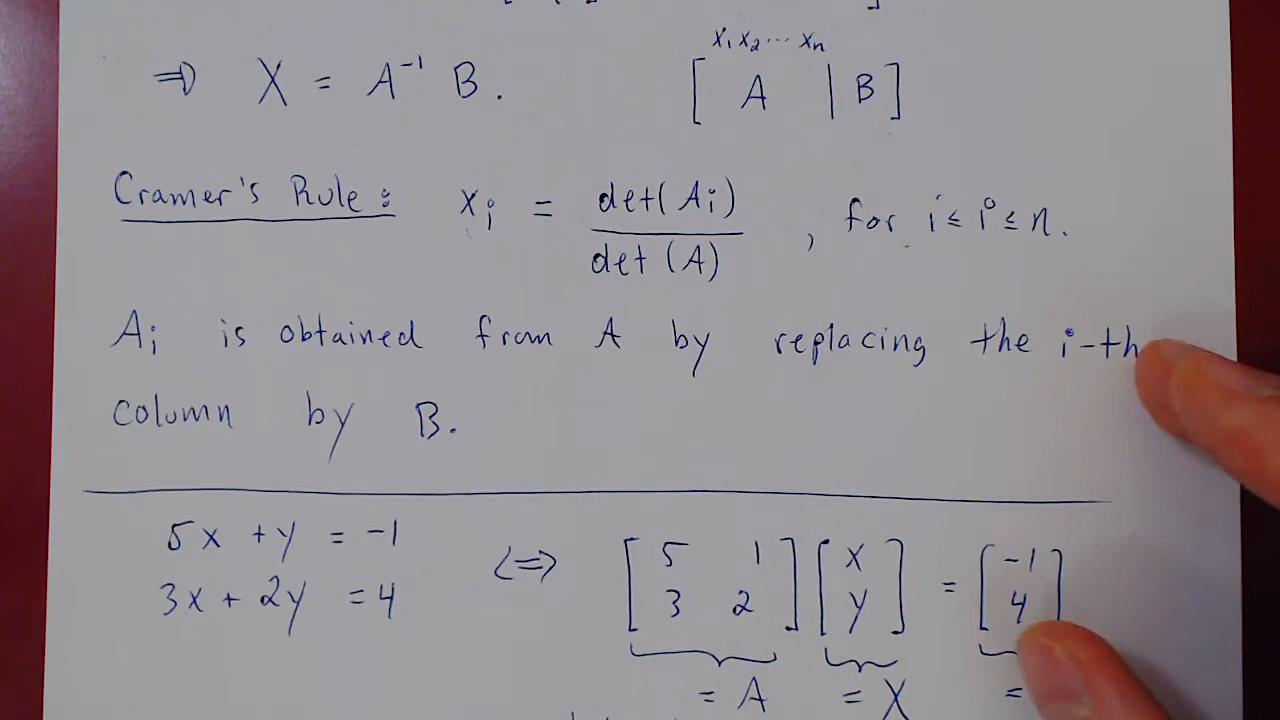 x₁ x₂ ⋯ xₙ
⇒ X = A⁻¹ B. [ A | B ]
Cramer's Rule: xᵢ = det(Aᵢ) / det(A) , for i ≤ i ≤ n.
Aᵢ is obtained from A by replacing the i-th
column by B.
5x + y = -1
3x + 2y = 4
⇔ [ 5 1 ; 3 2 ] [ x ; y ] = [ -1 ; 4 ]
= A = X =